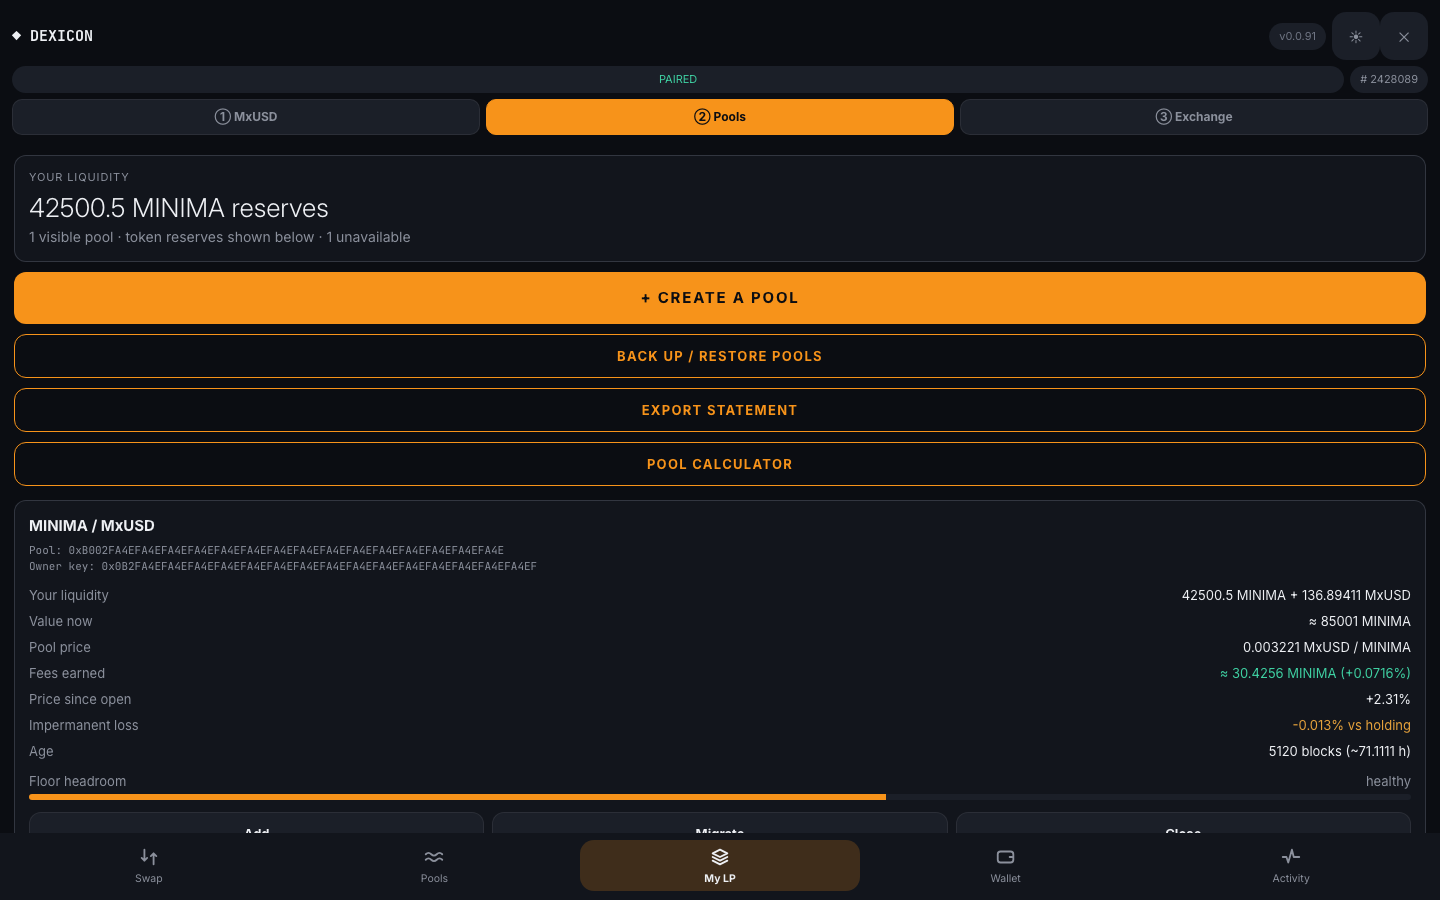 ◆ DEXICON
v0.0.91
PAIRED
# 2428089
① MxUSD
② Pools
③ Exchange
YOUR LIQUIDITY
42500.5 MINIMA reserves
1 visible pool · token reserves shown below · 1 unavailable
+ CREATE A POOL
BACK UP / RESTORE POOLS
EXPORT STATEMENT
POOL CALCULATOR
MINIMA / MxUSD
Pool: 0xB002FA4EFA4EFA4EFA4EFA4EFA4EFA4EFA4EFA4EFA4EFA4EFA4EFA4EFA4EFA4E
Owner key: 0x0B2FA4EFA4EFA4EFA4EFA4EFA4EFA4EFA4EFA4EFA4EFA4EFA4EFA4EFA4EFA4EF
Your liquidity 42500.5 MINIMA + 136.89411 MxUSD
Value now ≈ 85001 MINIMA
Pool price 0.003221 MxUSD / MINIMA
Fees earned ≈ 30.4256 MINIMA (+0.0716%)
Price since open +2.31%
Impermanent loss -0.013% vs holding
Age 5120 blocks (~71.1111 h)
Floor headroom healthy
Add Migrate Close
Swap
Pools
My LP
Wallet
Activity